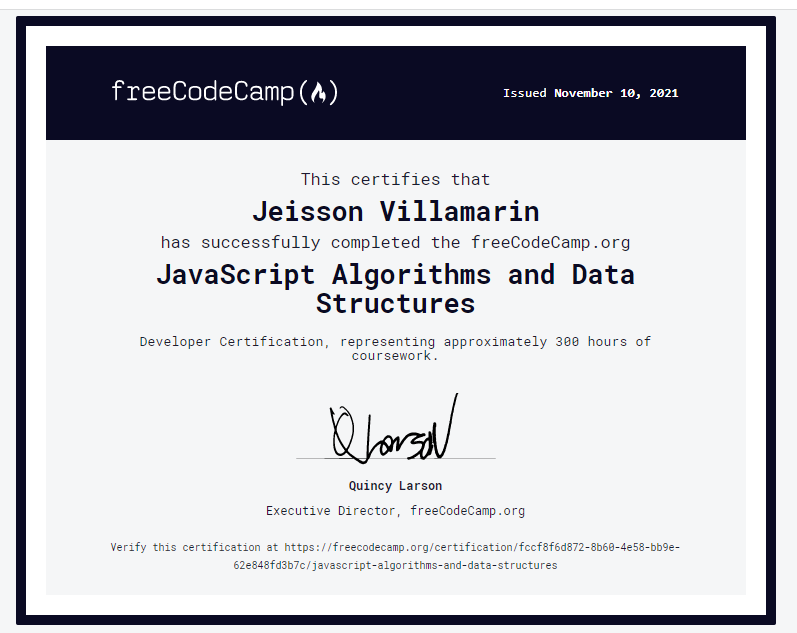 freeCodeCamp
Issued November 10, 2021
This certifies that
Jeisson Villamarin
has successfully completed the freeCodeCamp.org
JavaScript Algorithms and Data
Structures
Developer Certification, representing approximately 300 hours of
coursework.
Q Larson
Quincy Larson
Executive Director, freeCodeCamp.org
Verify this certification at https://freecodecamp.org/certification/fccf8f6d872-8b60-4e58-bb9e-
62e848fd3b7c/javascript-algorithms-and-data-structures